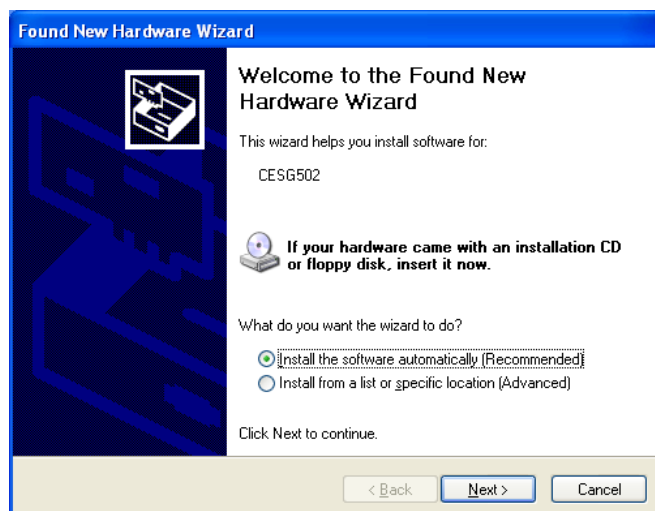 Found New Hardware Wizard
Welcome to the Found New
Hardware Wizard
This wizard helps you install software for:
CESG502
If your hardware came with an installation CD
or floppy disk, insert it now.
What do you want the wizard to do?
Install the software automatically (Recommended)
Install from a list or specific location (Advanced)
Click Next to continue.
< Back
Next >
Cancel